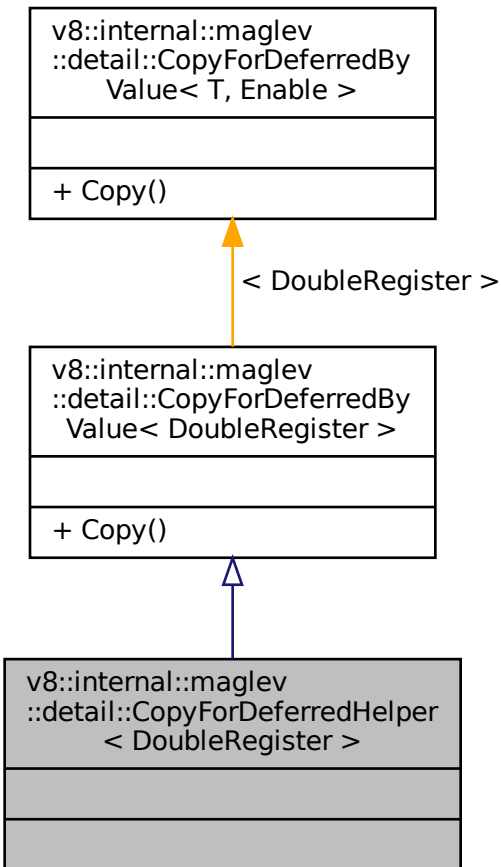 v8::internal::maglev
::detail::CopyForDeferredBy
Value< T, Enable >
+ Copy()
< DoubleRegister >
v8::internal::maglev
::detail::CopyForDeferredBy
Value< DoubleRegister >
+ Copy()
v8::internal::maglev
::detail::CopyForDeferredHelper
< DoubleRegister >